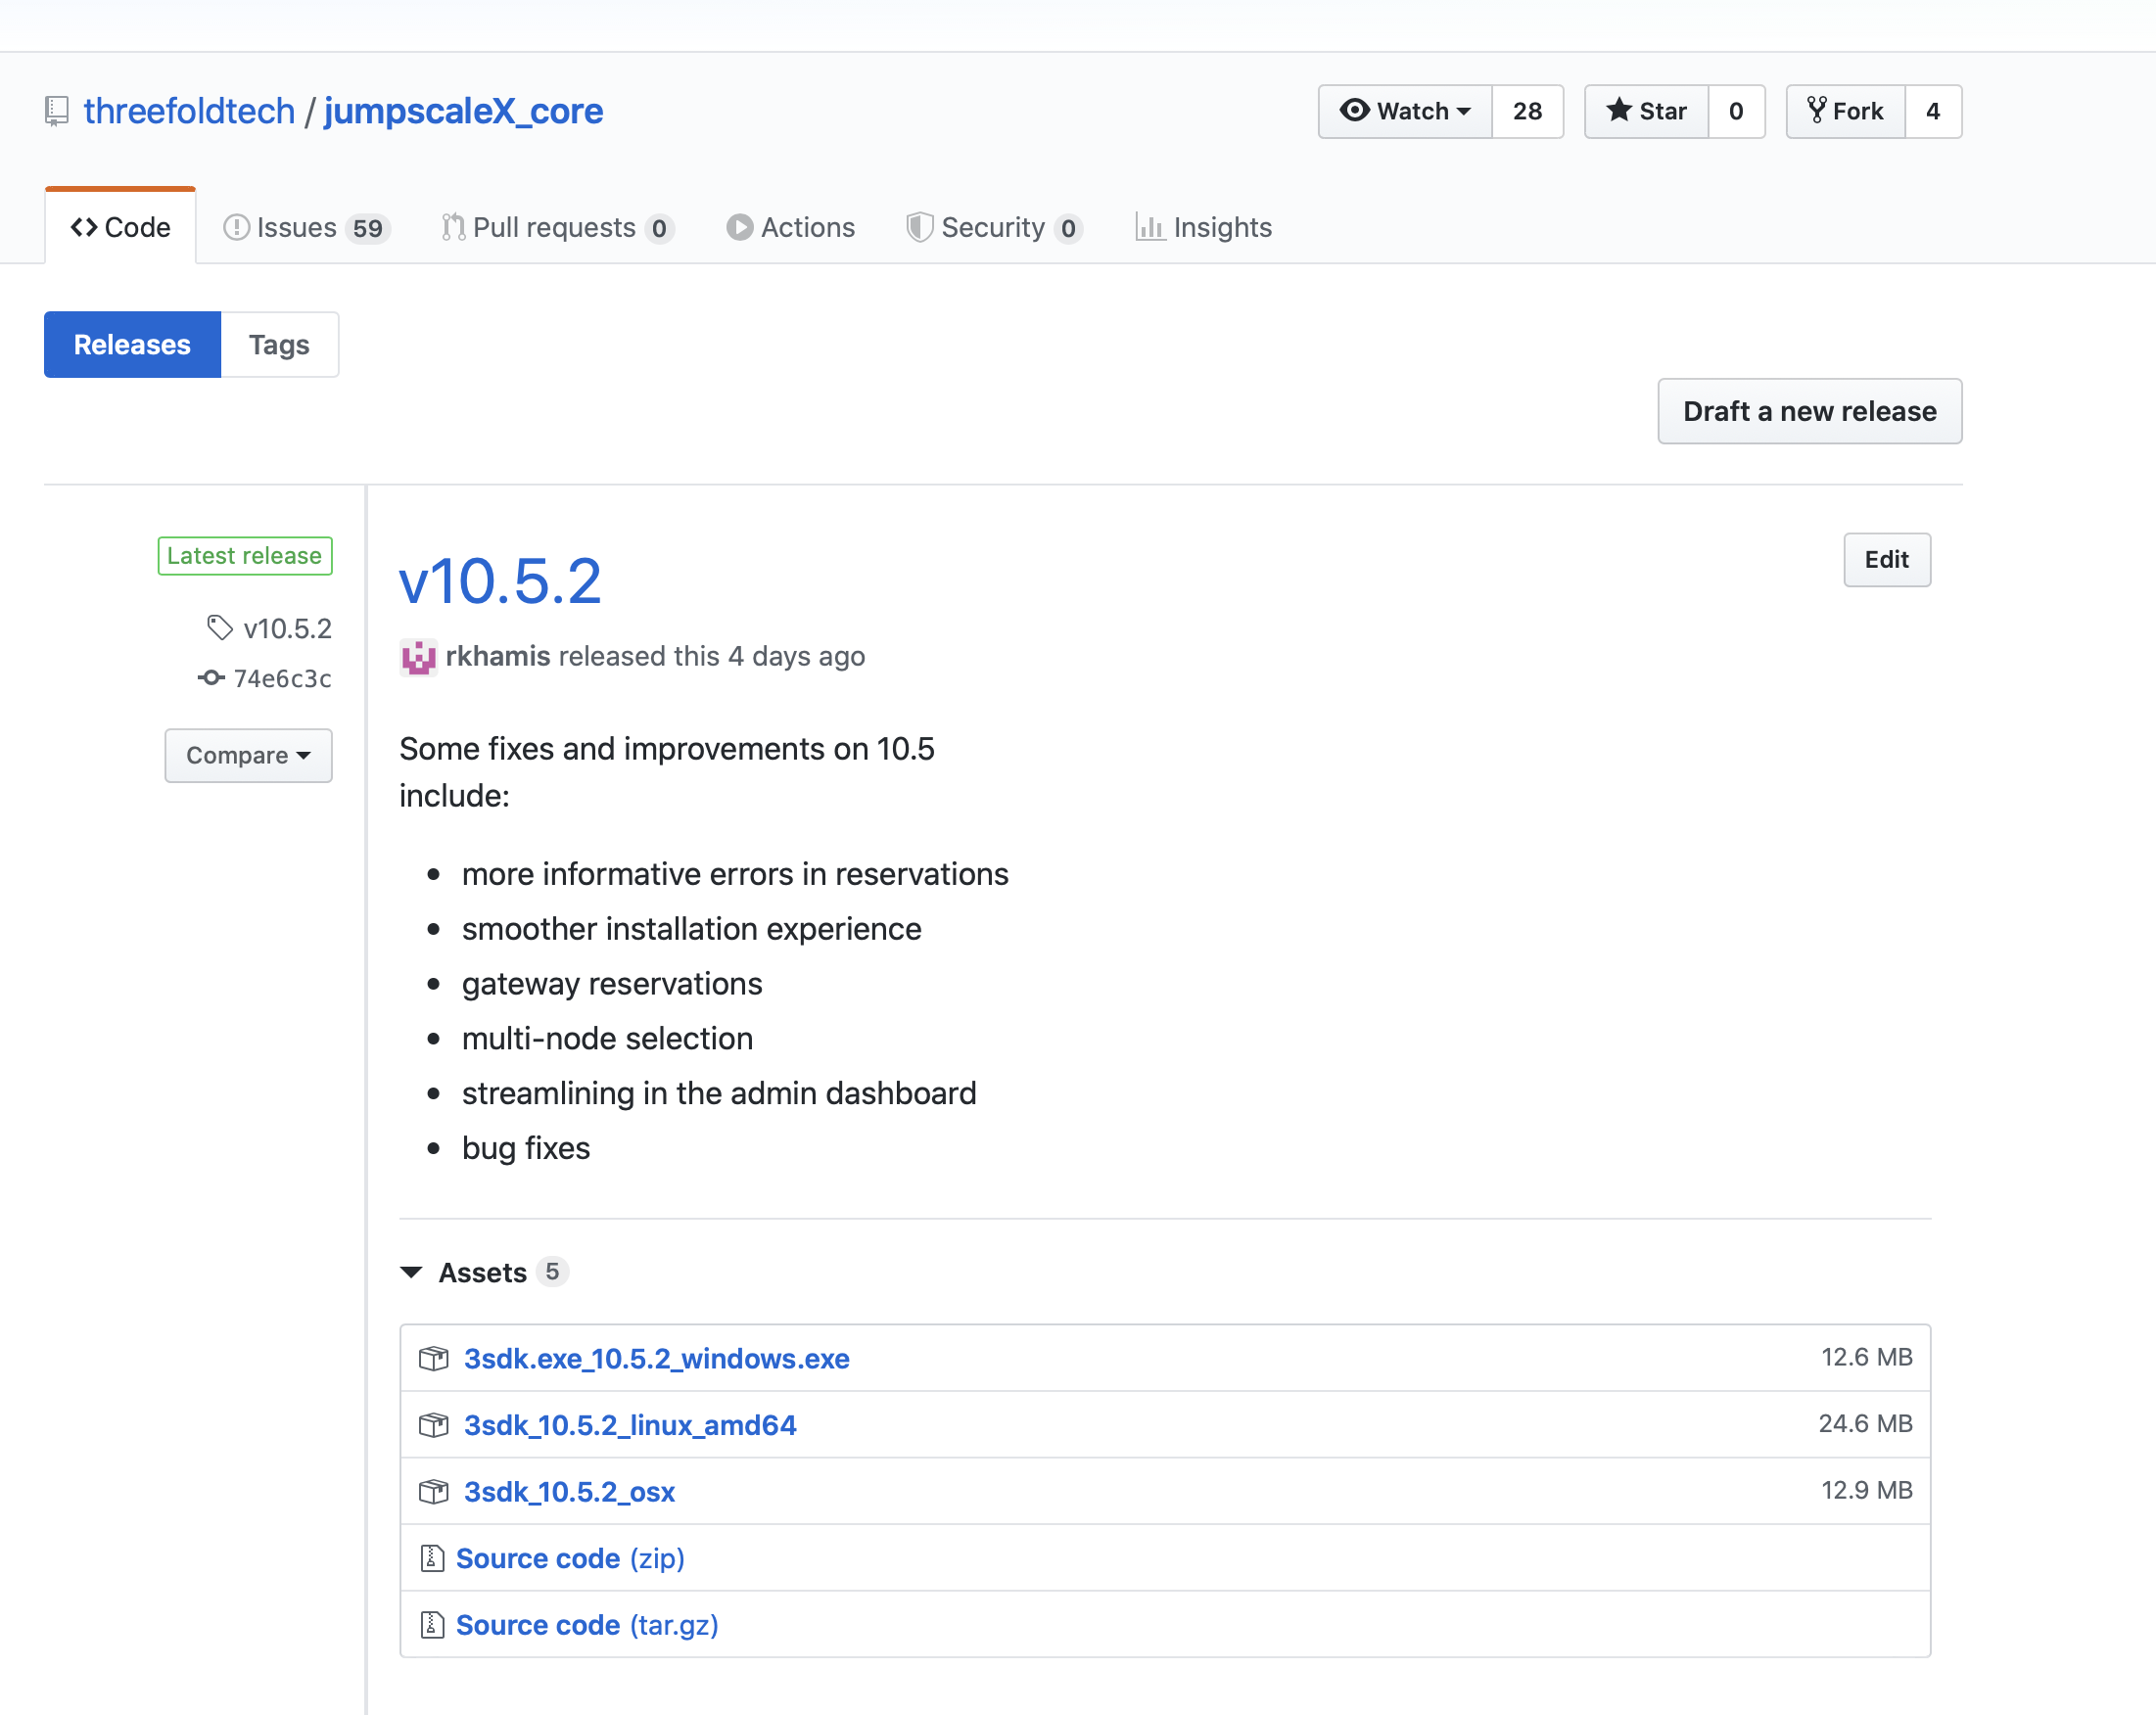 threefoldtech / jumpscaleX_core
Watch 28 Star 0 Fork 4
Code Issues 59 Pull requests 0 Actions Security 0 Insights
Releases Tags
Draft a new release
Latest release
v10.5.2
74e6c3c
Compare
v10.5.2
Edit
rkhamis released this 4 days ago
Some fixes and improvements on 10.5
include:
more informative errors in reservations
smoother installation experience
gateway reservations
multi-node selection
streamlining in the admin dashboard
bug fixes
Assets 5
3sdk.exe_10.5.2_windows.exe 12.6 MB
3sdk_10.5.2_linux_amd64 24.6 MB
3sdk_10.5.2_osx 12.9 MB
Source code (zip)
Source code (tar.gz)